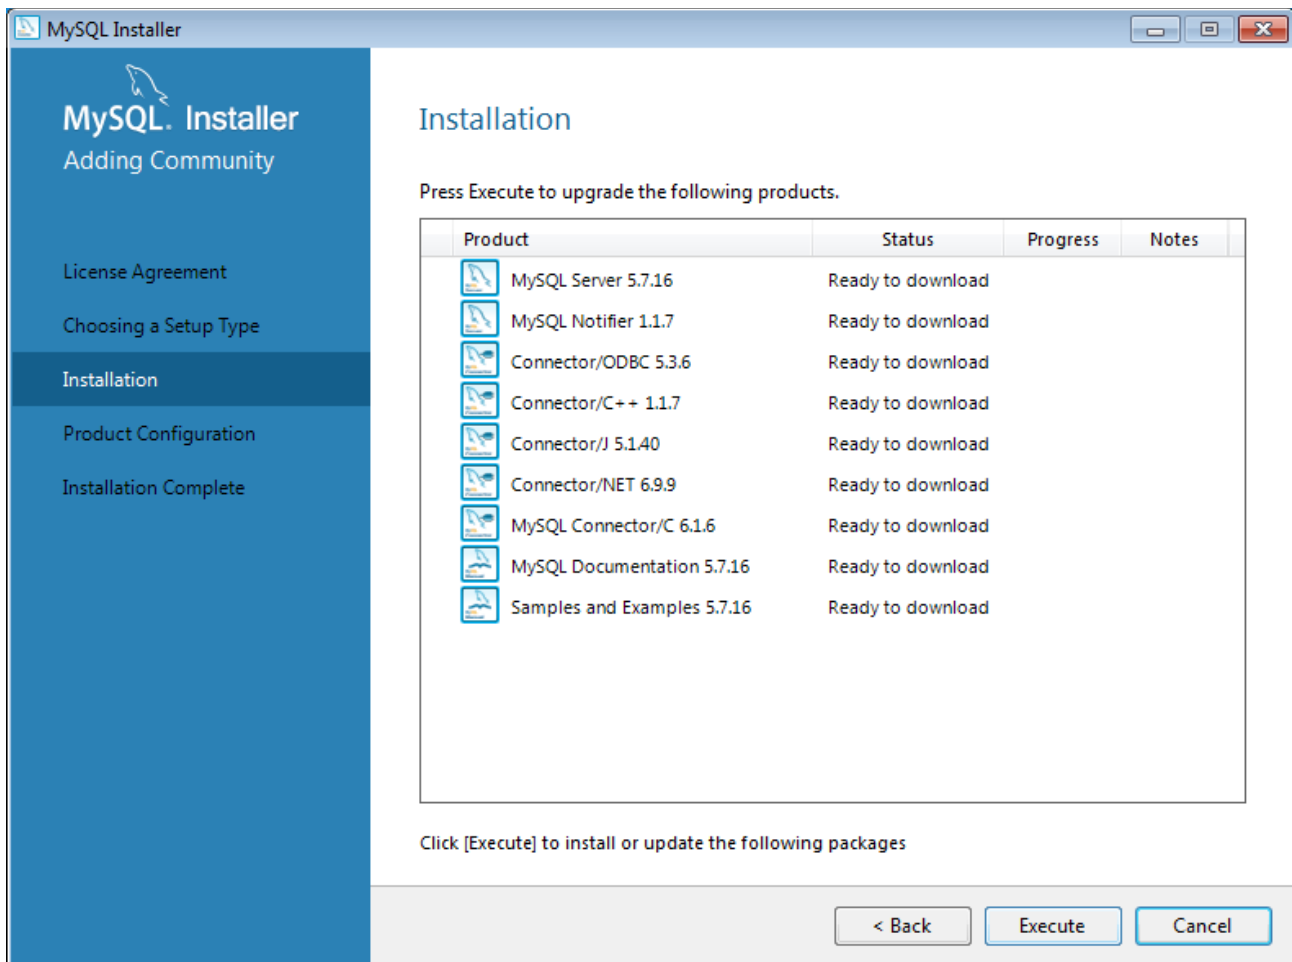 MySQL Installer
MySQL. Installer
Adding Community
License Agreement
Choosing a Setup Type
Installation
Product Configuration
Installation Complete
Installation
Press Execute to upgrade the following products.
Product Status Progress Notes
MySQL Server 5.7.16 Ready to download
MySQL Notifier 1.1.7 Ready to download
Connector/ODBC 5.3.6 Ready to download
Connector/C++ 1.1.7 Ready to download
Connector/J 5.1.40 Ready to download
Connector/NET 6.9.9 Ready to download
MySQL Connector/C 6.1.6 Ready to download
MySQL Documentation 5.7.16 Ready to download
Samples and Examples 5.7.16 Ready to download
Click [Execute] to install or update the following packages
< Back Execute Cancel